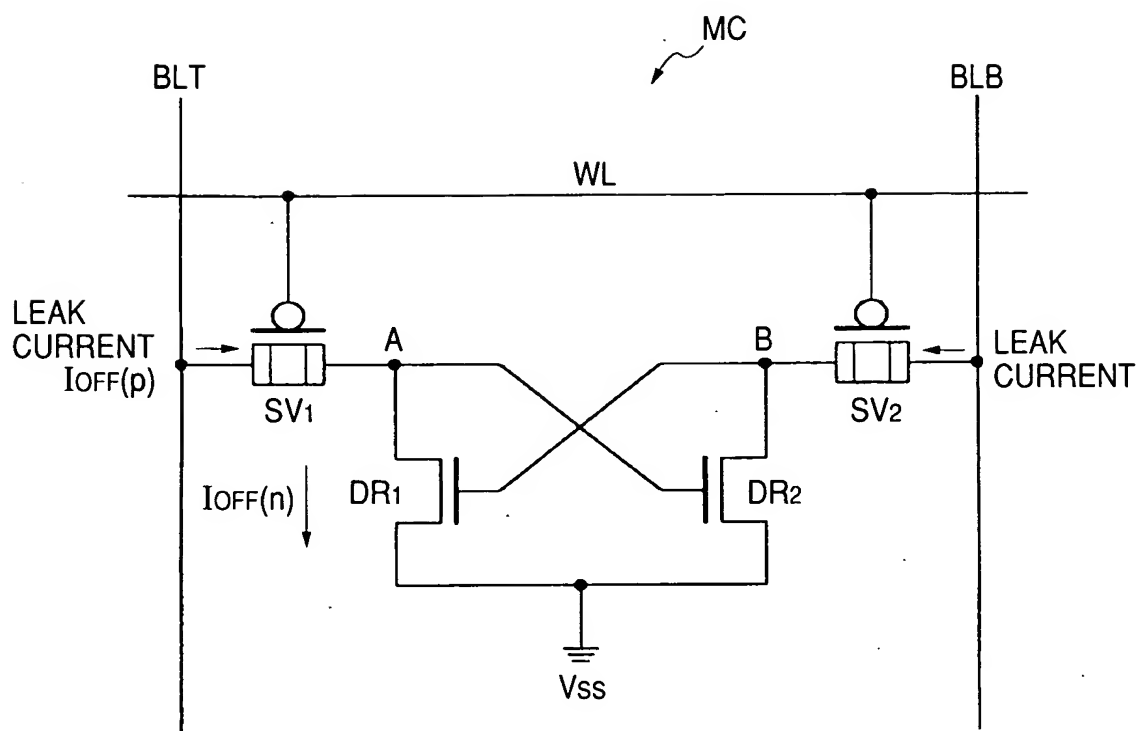 MC
BLT
BLB
WL
LEAK
CURRENT
IOFF(p)
A
B
LEAK
CURRENT
SV1
SV2
IOFF(n)
DR1
DR2
VSS